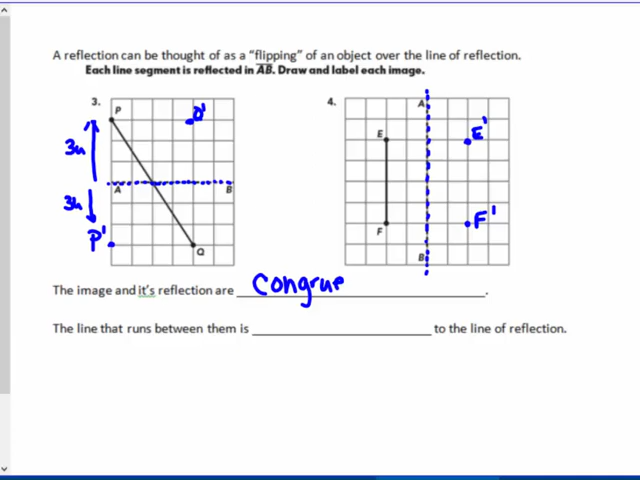 A reflection can be thought of as a "flipping" of an object over the line of reflection.
Each line segment is reflected in AB. Draw and label each image.
3.
P
Q'
3u
A
B
3u
P'
Q
4.
A
E
E'
F
F'
B
The image and it's reflection are congrue.
The line that runs between them is ____ to the line of reflection.